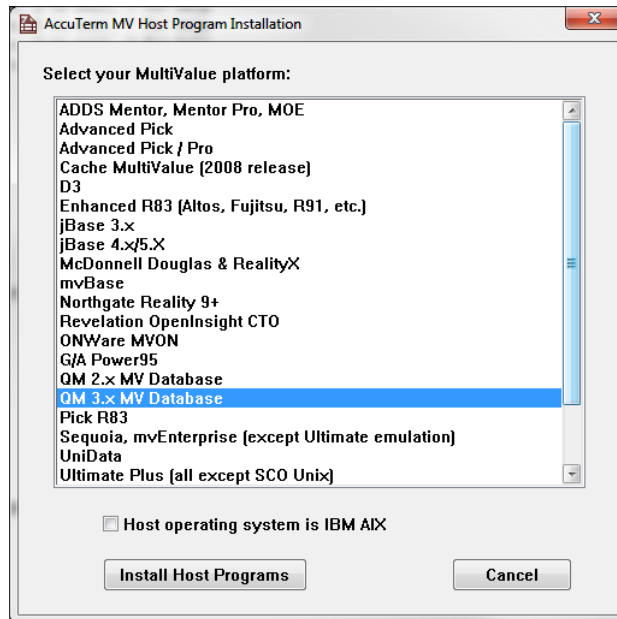 AccuTerm MV Host Program Installation
Select your MultiValue platform:
ADDS Mentor, Mentor Pro, MOE
Advanced Pick
Advanced Pick / Pro
Cache MultiValue (2008 release)
D3
Enhanced R83 (Altos, Fujitsu, R91, etc.)
jBase 3.x
jBase 4.x/5.X
McDonnell Douglas & RealityX
mvBase
Northgate Reality 9+
Revelation OpenInsight CTO
ONWare MVON
G/A Power95
QM 2.x MV Database
QM 3.x MV Database
Pick R83
Sequoia, mvEnterprise (except Ultimate emulation)
UniData
Ultimate Plus (all except SCO Unix)
Host operating system is IBM AIX
Install Host Programs Cancel